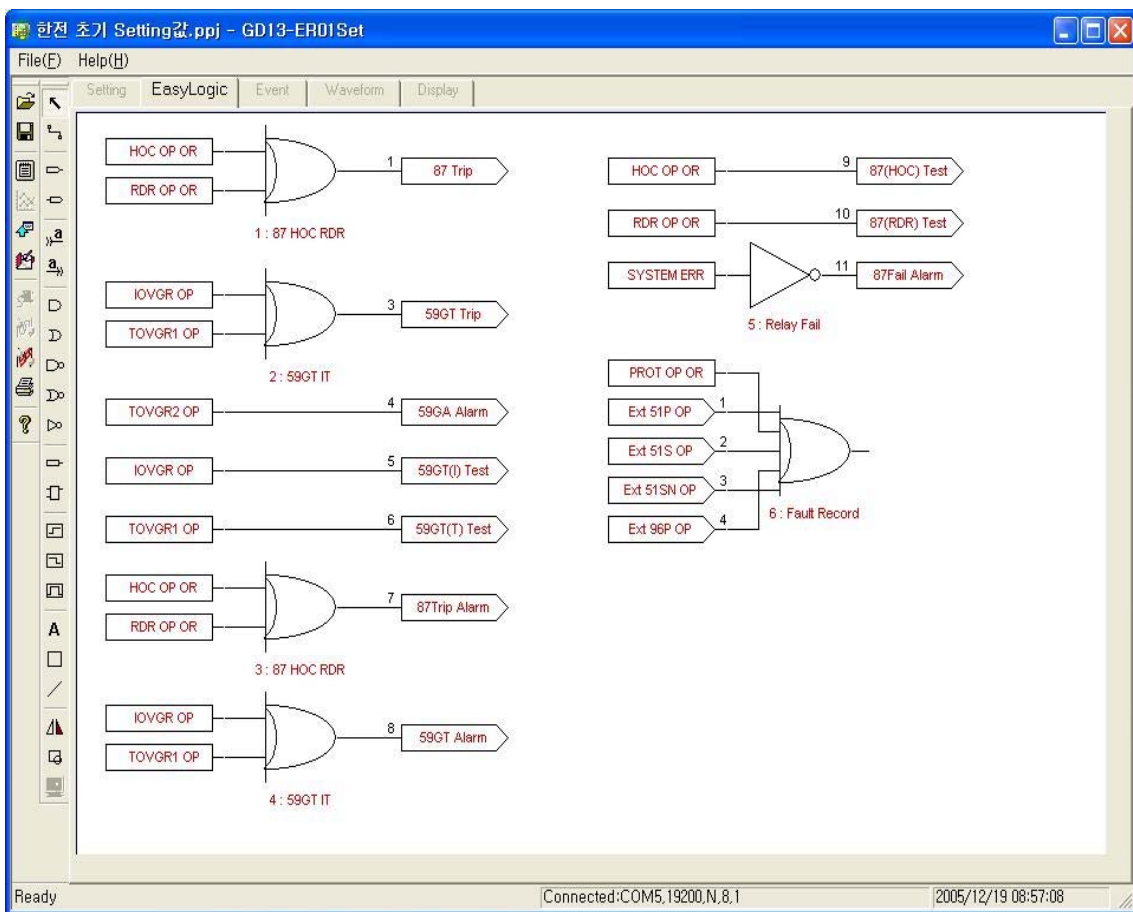 한전 초기 Setting값.ppj - GD13-ER01Set
File(F) Help(H)
Setting EasyLogic Event Waveform Display
HOC OP OR
RDR OP OR
1 87 Trip
1 : 87 HOC RDR
IOVGR OP
TOVGR1 OP
3 59GT Trip
2 : 59GT IT
TOVGR2 OP 4 59GA Alarm
IOVGR OP 5 59GT(I) Test
TOVGR1 OP 6 59GT(T) Test
HOC OP OR
RDR OP OR
7 87Trip Alarm
3 : 87 HOC RDR
IOVGR OP
TOVGR1 OP
8 59GT Alarm
4 : 59GT IT
HOC OP OR 9 87(HOC) Test
RDR OP OR 10 87(RDR) Test
SYSTEM ERR 11 87Fail Alarm
5 : Relay Fail
PROT OP OR
Ext 51P OP 1
Ext 51S OP 2
Ext 51SN OP 3
Ext 96P OP 4
6 : Fault Record
a
a
A
Ready Connected:COM5,19200,N,8,1 2005/12/19 08:57:08